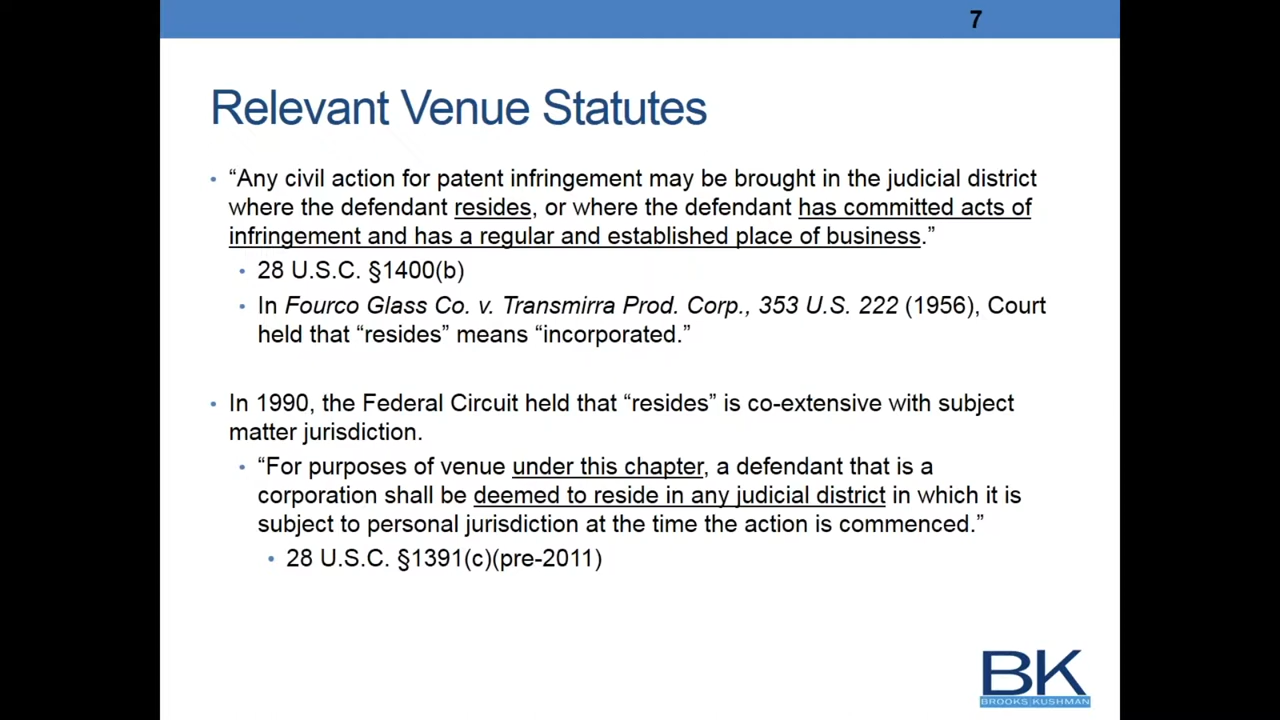 7
Relevant Venue Statutes
• “Any civil action for patent infringement may be brought in the judicial district
where the defendant resides, or where the defendant has committed acts of
infringement and has a regular and established place of business.”
• 28 U.S.C. §1400(b)
• In Fourco Glass Co. v. Transmirra Prod. Corp., 353 U.S. 222 (1956), Court
held that “resides” means “incorporated.”
• In 1990, the Federal Circuit held that “resides” is co-extensive with subject
matter jurisdiction.
• “For purposes of venue under this chapter, a defendant that is a
corporation shall be deemed to reside in any judicial district in which it is
subject to personal jurisdiction at the time the action is commenced.”
• 28 U.S.C. §1391(c)(pre-2011)
BK
BROOKS KUSHMAN